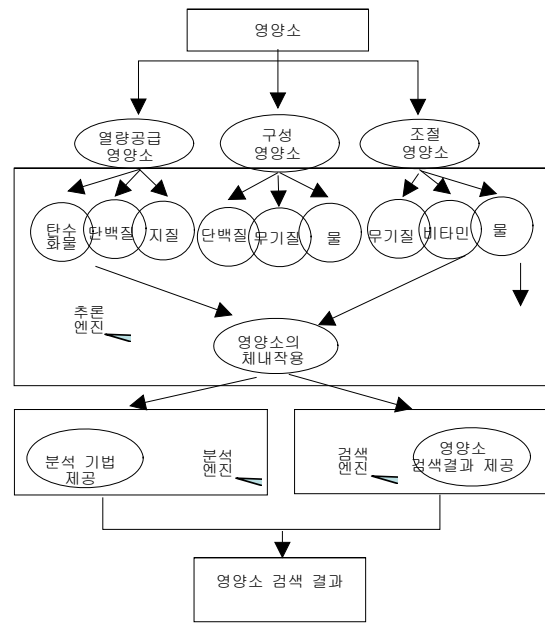 영양소
열량공급
영양소
구성
영양소
조절
영양소
탄수
화물
단백질
지질
단백질
무기질
물
무기질
비타민
물
추론
엔진
영양소의
체내작용
분석 기법
제공
분석
엔진
검색
엔진
영양소
검색결과 제공
영양소 검색 결과